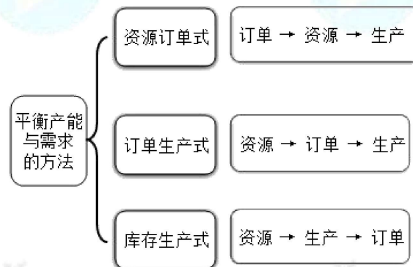 资源订单式
订单 → 资源 → 生产
平衡产能
与需求
的方法
订单生产式
资源 → 订单 → 生产
库存生产式
资源 → 生产 → 订单